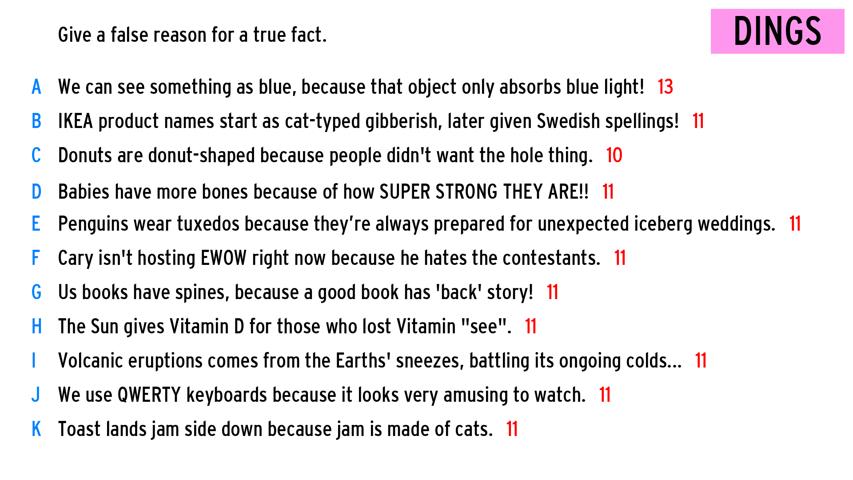 Give a false reason for a true fact.
DINGS
A We can see something as blue, because that object only absorbs blue light! 13
B IKEA product names start as cat-typed gibberish, later given Swedish spellings! 11
C Donuts are donut-shaped because people didn't want the hole thing. 10
D Babies have more bones because of how SUPER STRONG THEY ARE!! 11
E Penguins wear tuxedos because they’re always prepared for unexpected iceberg weddings. 11
F Cary isn't hosting EWOW right now because he hates the contestants. 11
G Us books have spines, because a good book has 'back' story! 11
H The Sun gives Vitamin D for those who lost Vitamin "see". 11
I Volcanic eruptions comes from the Earths' sneezes, battling its ongoing colds... 11
J We use QWERTY keyboards because it looks very amusing to watch. 11
K Toast lands jam side down because jam is made of cats. 11